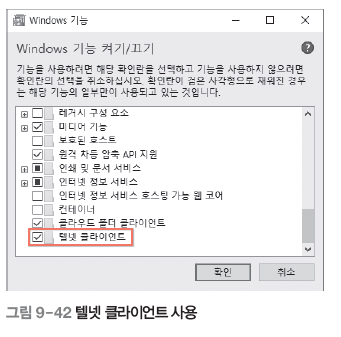 Windows 기능
Windows 기능 켜기/끄기
기능을 사용하려면 해당 확인란을 선택하고 기능을 사용하지 않으려면
확인란의 선택을 취소하십시오. 확인란이 검은 사각형으로 채워진 경우
는 해당 기능의 일부만이 사용되고 있는 것입니다.
레거시 구성 요소
미디어 기능
보호된 호스트
원격 차등 압축 API 지원
인쇄 및 문서 서비스
인터넷 정보 서비스
인터넷 정보 서비스 호스팅 가능 웹 코어
컨테이너
클라우드 폴더 클라이언트
텔넷 클라이언트
확인 취소
그림 9-42 텔넷 클라이언트 사용